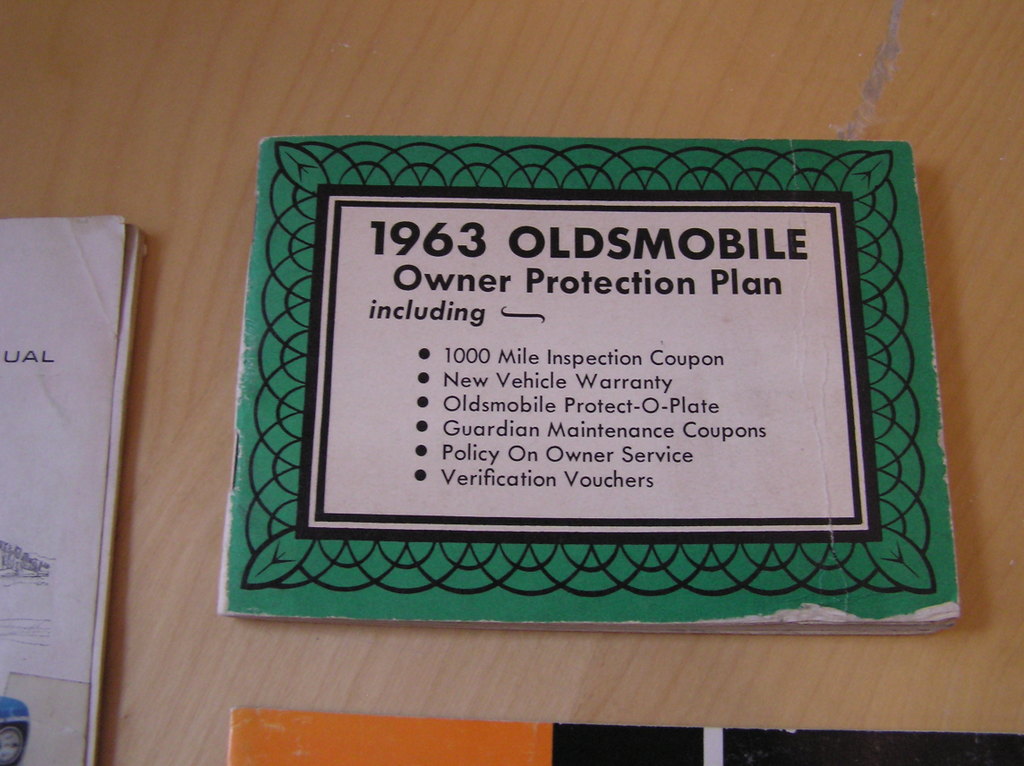 1963 OLDSMOBILE
Owner Protection Plan
including
• 1000 Mile Inspection Coupon
• New Vehicle Warranty
• Oldsmobile Protect-O-Plate
• Guardian Maintenance Coupons
• Policy On Owner Service
• Verification Vouchers
UAL